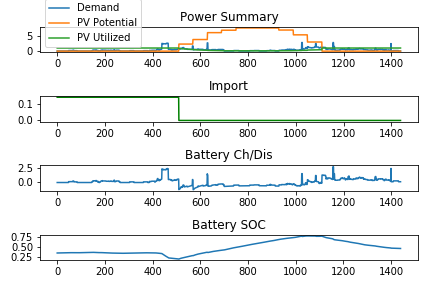 Power Summary
Demand
PV Potential
PV Utilized
5
0
0 200 400 600 800 1000 1200 1400
Import
0.1
0.0
0 200 400 600 800 1000 1200 1400
Battery Ch/Dis
2.5
0.0
0 200 400 600 800 1000 1200 1400
Battery SOC
0.75
0.50
0.25
0 200 400 600 800 1000 1200 1400